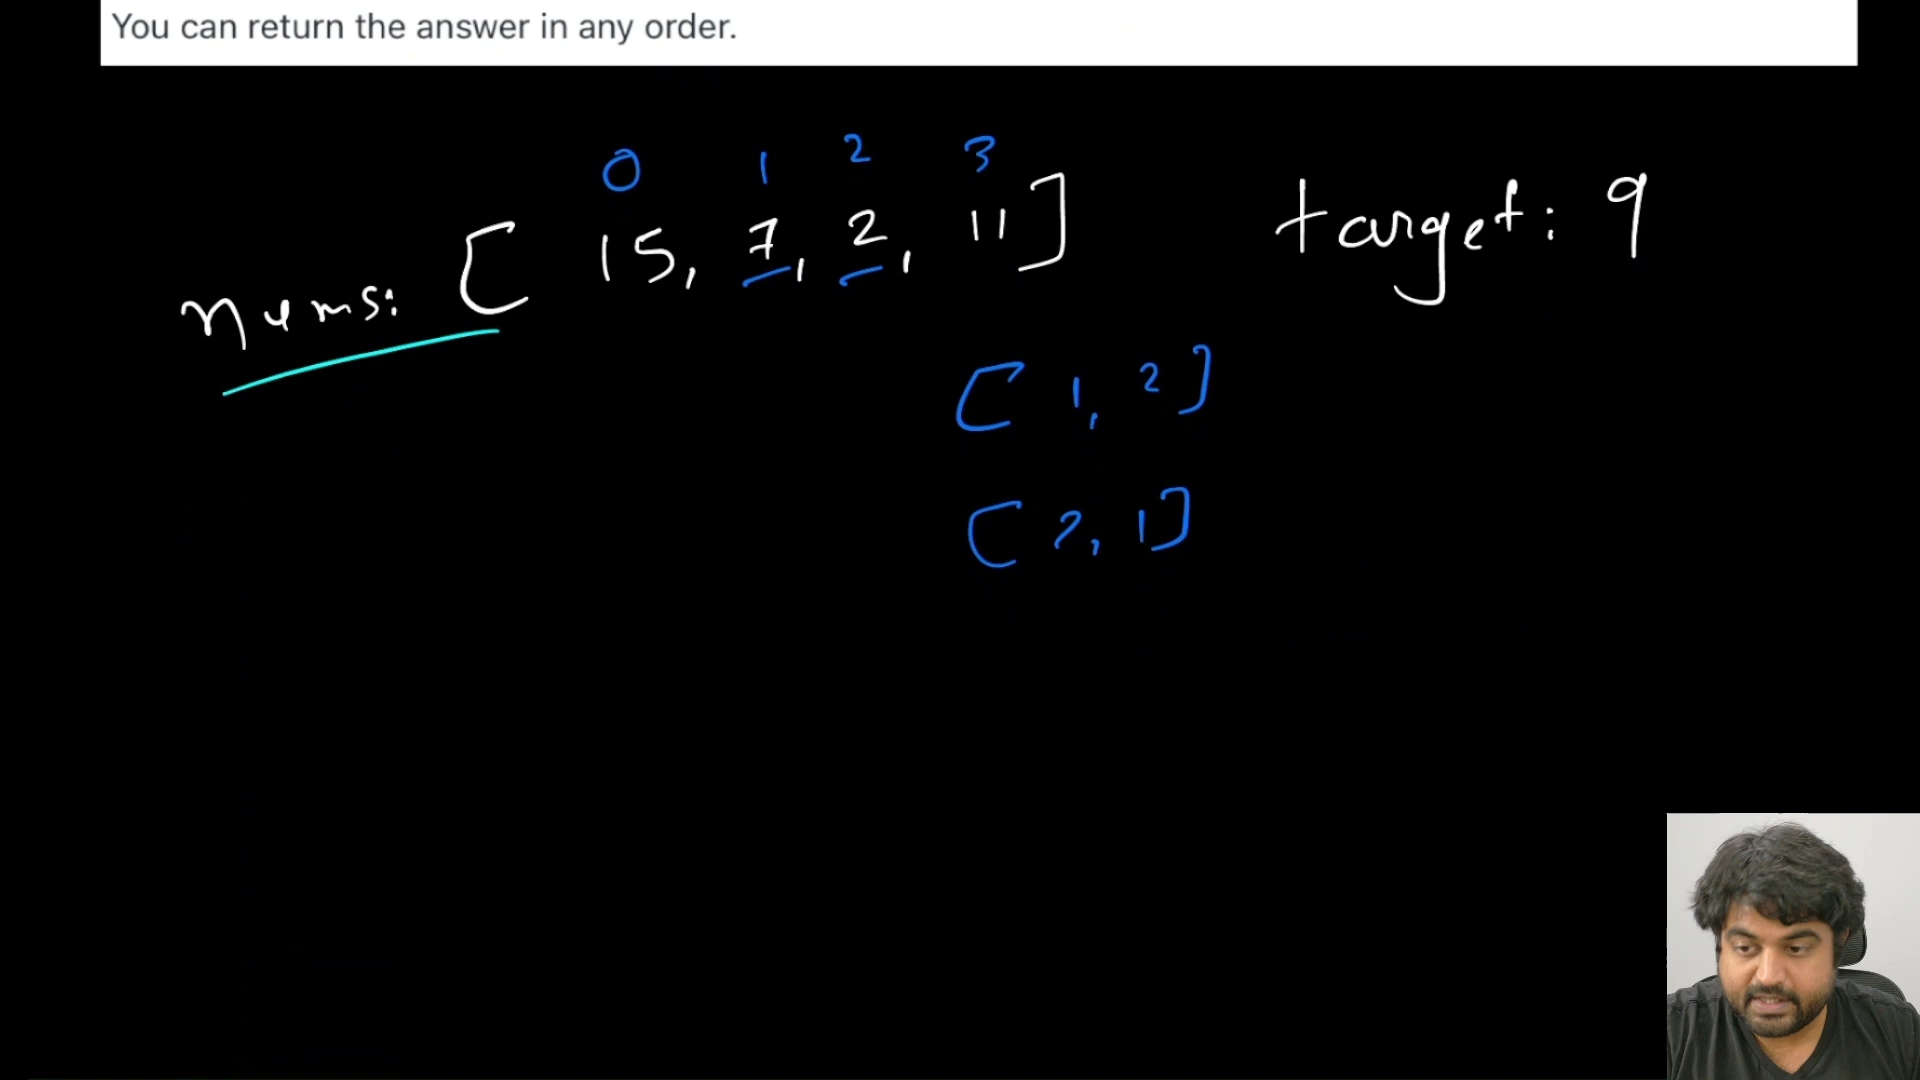 You can return the answer in any order.
0 1 2 3
nums: [ 15, 7, 2, 11] target: 9
[ 1, 2]
[ 2, 1]